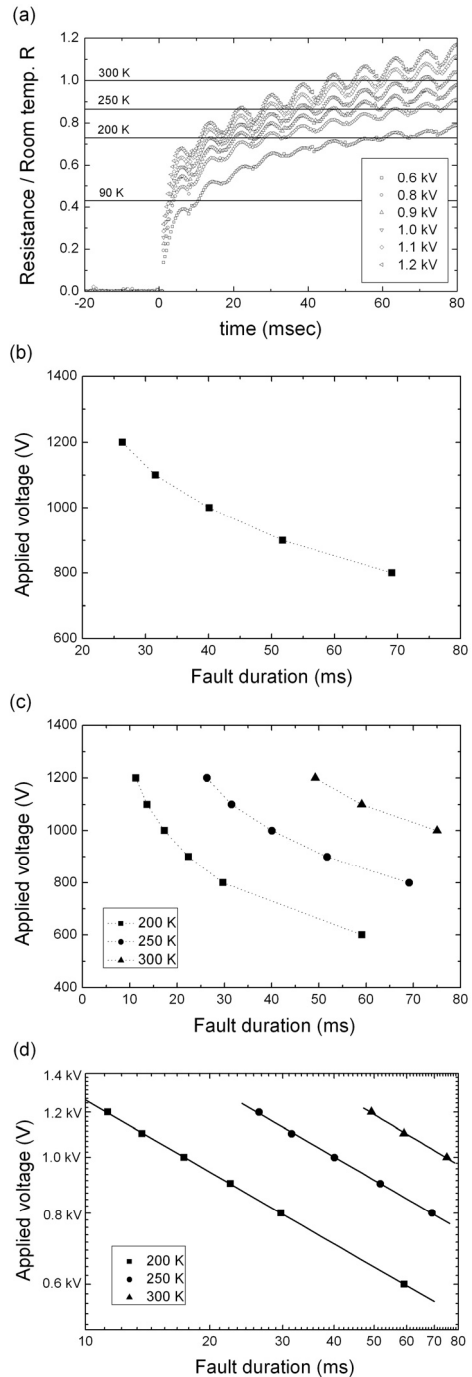 (a)
Resistance / Room temp. R
1.2
1.0
0.8
0.6
0.4
0.2
0.0
300 K
250 K
200 K
90 K
0.6 kV
0.8 kV
0.9 kV
1.0 kV
1.1 kV
1.2 kV
-20 0 20 40 60 80
time (msec)
(b)
Applied voltage (V)
1400
1200
1000
800
600
20 30 40 50 60 70 80
Fault duration (ms)
(c)
Applied voltage (V)
1400
1200
1000
800
600
400
200 K
250 K
300 K
0 10 20 30 40 50 60 70 80
Fault duration (ms)
(d)
Applied voltage (V)
1.4 kV
1.2 kV
1.0 kV
0.8 kV
0.6 kV
200 K
250 K
300 K
10 20 30 40 50 60 70 80
Fault duration (ms)